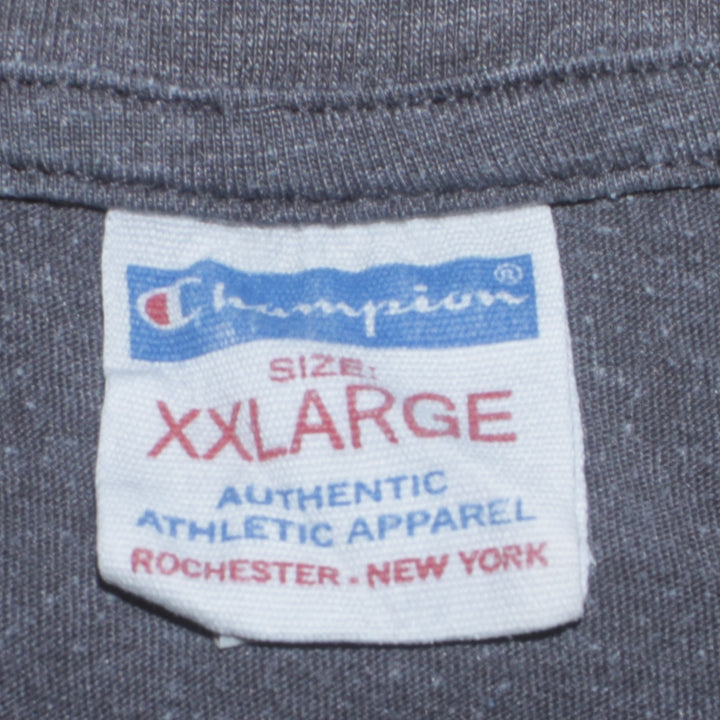 Champion®
SIZE:
XXLARGE
AUTHENTIC
ATHLETIC APPAREL
ROCHESTER - NEW YORK